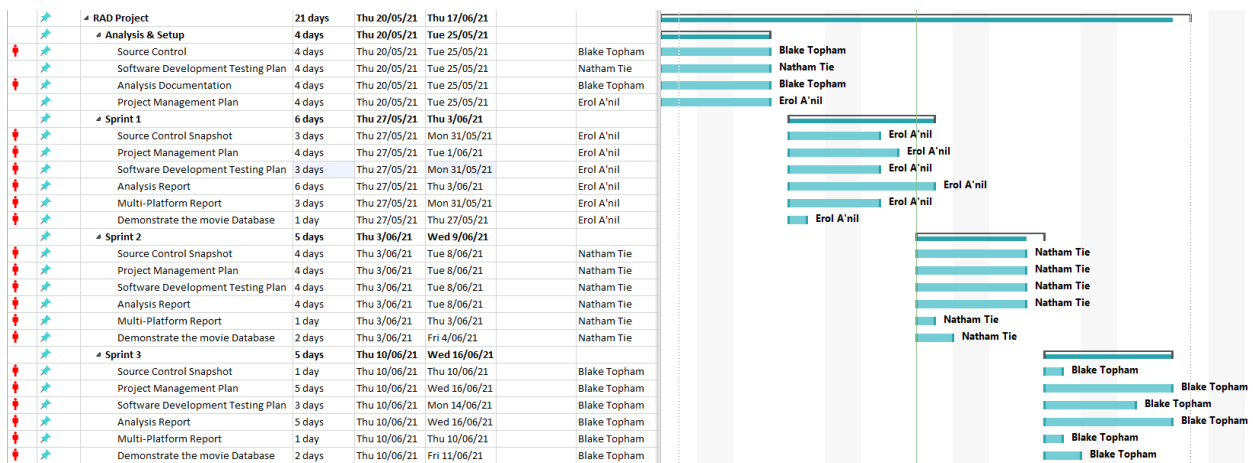 RAD Project 21 days Thu 20/05/21 Thu 17/06/21
Analysis & Setup 4 days Thu 20/05/21 Tue 25/05/21
Source Control 4 days Thu 20/05/21 Tue 25/05/21 Blake Topham Blake Topham
Software Development Testing Plan 4 days Thu 20/05/21 Tue 25/05/21 Natham Tie Natham Tie
Analysis Documentation 4 days Thu 20/05/21 Tue 25/05/21 Blake Topham Blake Topham
Project Management Plan 4 days Thu 20/05/21 Tue 25/05/21 Erol A'nil Erol A'nil
Sprint 1 6 days Thu 27/05/21 Thu 3/06/21
Source Control Snapshot 3 days Thu 27/05/21 Mon 31/05/21 Erol A'nil Erol A'nil
Project Management Plan 4 days Thu 27/05/21 Tue 1/06/21 Erol A'nil Erol A'nil
Software Development Testing Plan 3 days Thu 27/05/21 Mon 31/05/21 Erol A'nil Erol A'nil
Analysis Report 6 days Thu 27/05/21 Thu 3/06/21 Erol A'nil Erol A'nil
Multi-Platform Report 3 days Thu 27/05/21 Mon 31/05/21 Erol A'nil Erol A'nil
Demonstrate the movie Database 1 day Thu 27/05/21 Thu 27/05/21 Erol A'nil Erol A'nil
Sprint 2 5 days Thu 3/06/21 Wed 9/06/21
Source Control Snapshot 4 days Thu 3/06/21 Tue 8/06/21 Natham Tie Natham Tie
Project Management Plan 4 days Thu 3/06/21 Tue 8/06/21 Natham Tie Natham Tie
Software Development Testing Plan 4 days Thu 3/06/21 Tue 8/06/21 Natham Tie Natham Tie
Analysis Report 4 days Thu 3/06/21 Tue 8/06/21 Natham Tie Natham Tie
Multi-Platform Report 1 day Thu 3/06/21 Thu 3/06/21 Natham Tie Natham Tie
Demonstrate the movie Database 2 days Thu 3/06/21 Fri 4/06/21 Natham Tie Natham Tie
Sprint 3 5 days Thu 10/06/21 Wed 16/06/21
Source Control Snapshot 1 day Thu 10/06/21 Thu 10/06/21 Blake Topham Blake Topham
Project Management Plan 5 days Thu 10/06/21 Wed 16/06/21 Blake Topham Blake Topham
Software Development Testing Plan 3 days Thu 10/06/21 Mon 14/06/21 Blake Topham Blake Topham
Analysis Report 5 days Thu 10/06/21 Wed 16/06/21 Blake Topham Blake Topham
Multi-Platform Report 1 day Thu 10/06/21 Thu 10/06/21 Blake Topham Blake Topham
Demonstrate the movie Database 2 days Thu 10/06/21 Fri 11/06/21 Blake Topham Blake Topham